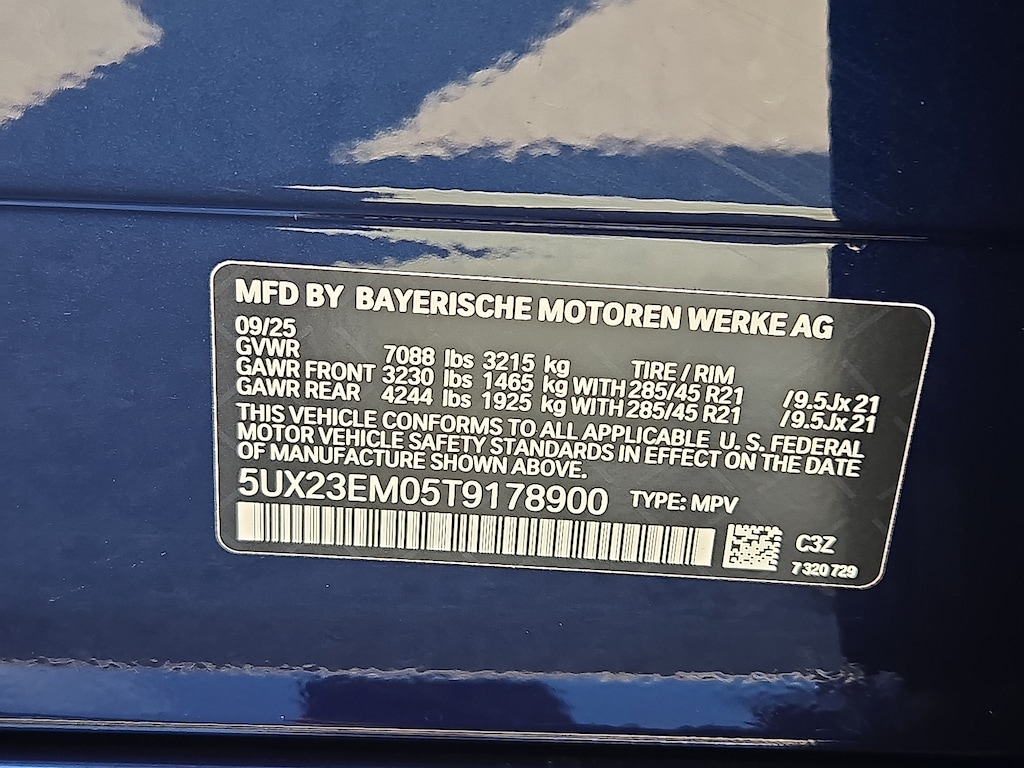 MFD BY BAYERISCHE MOTOREN WERKE AG
09/25
GVWR 7088 lbs 3215 kg TIRE / RIM
GAWR FRONT 3230 lbs 1465 kg WITH 285/45 R21 /9.5Jx21
GAWR REAR 4244 lbs 1925 kg WITH 285/45 R21 /9.5Jx21
THIS VEHICLE CONFORMS TO ALL APPLICABLE U. S. FEDERAL
MOTOR VEHICLE SAFETY STANDARDS IN EFFECT ON THE DATE
OF MANUFACTURE SHOWN ABOVE.
5UX23EM05T9178900 TYPE: MPV
C3Z
7 320 729